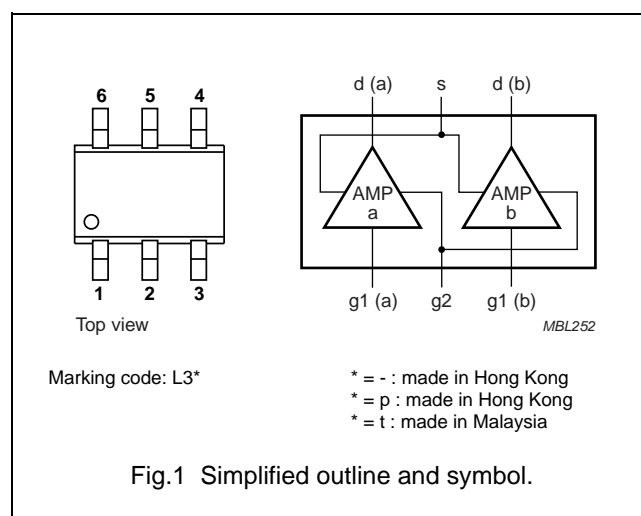 6 5 4
1 2 3
Top view
d (a) s d (b)
AMP
a
AMP
b
g1 (a) g2 g1 (b)
MBL252
Marking code: L3*
* = - : made in Hong Kong
* = p : made in Hong Kong
* = t : made in Malaysia
Fig.1 Simplified outline and symbol.